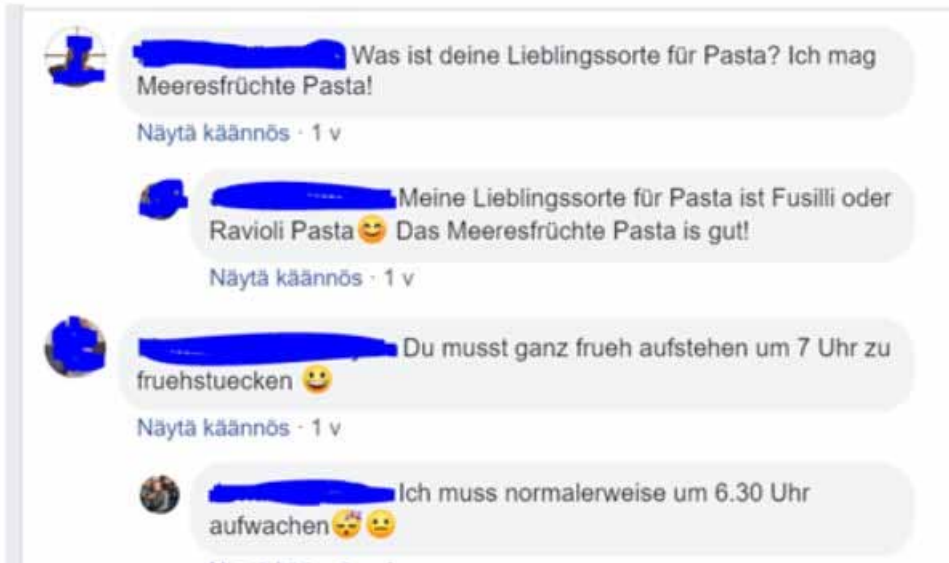 Was ist deine Lieblingssorte für Pasta? Ich mag
Meeresfrüchte Pasta!
Näytä käännös · 1 v
Meine Lieblingssorte für Pasta ist Fusilli oder
Ravioli Pasta😊 Das Meeresfrüchte Pasta is gut!
Näytä käännös · 1 v
Du musst ganz frueh aufstehen um 7 Uhr zu
fruehstuecken 😀
Näytä käännös · 1 v
Ich muss normalerweise um 6.30 Uhr
aufwachen😴😐